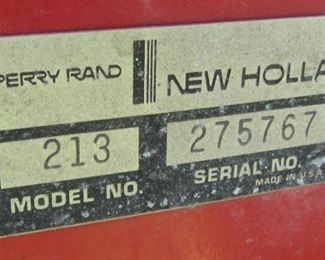 PERRY RAND NEW HOLLA
213 275767
MODEL NO. SERIAL NO.
MADE IN U.S.A